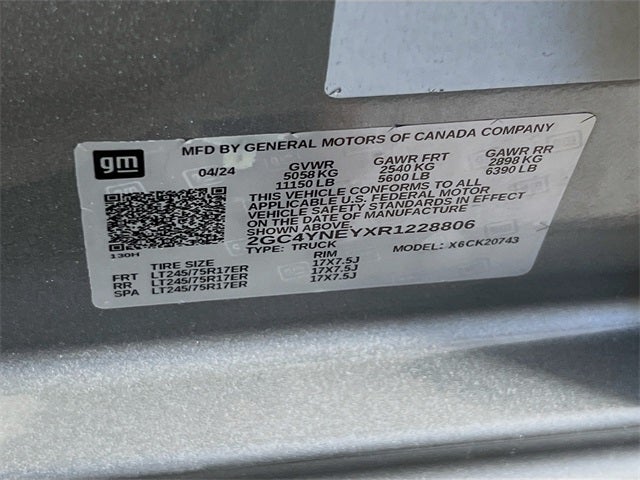 MFD BY GENERAL MOTORS OF CANADA COMPANY
gm
04/24 GVWR GAWR FRT GAWR RR
5058 KG 2540 KG 2898 KG
11150 LB 5600 LB 6390 LB
THIS VEHICLE CONFORMS TO ALL
APPLICABLE U.S. FEDERAL MOTOR
VEHICLE SAFETY STANDARDS IN EFFECT
ON THE DATE OF MANUFACTURE
SHOWN ABOVE.
2GC4YNEYXR1228806
130H
TYPE: TRUCK MODEL: X6CK20743
TIRE SIZE RIM
FRT LT245/75R17ER 17X7.5J
RR LT245/75R17ER 17X7.5J
SPA LT245/75R17ER 17X7.5J